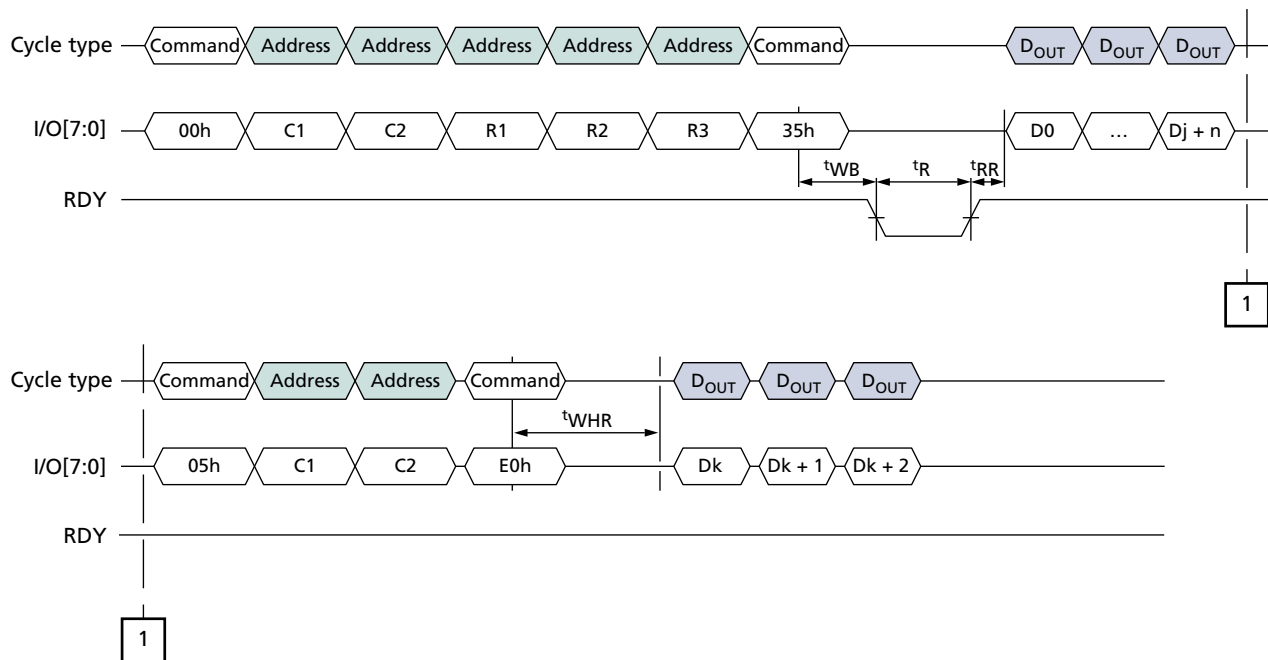 Cycle type Command Address Address Address Address Address Command DOUT DOUT DOUT
I/O[7:0] 00h C1 C2 R1 R2 R3 35h D0 … Dj + n
tWB tR tRR
RDY
1
Cycle type Command Address Address Command DOUT DOUT DOUT
tWHR
I/O[7:0] 05h C1 C2 E0h Dk Dk + 1 Dk + 2
RDY
1